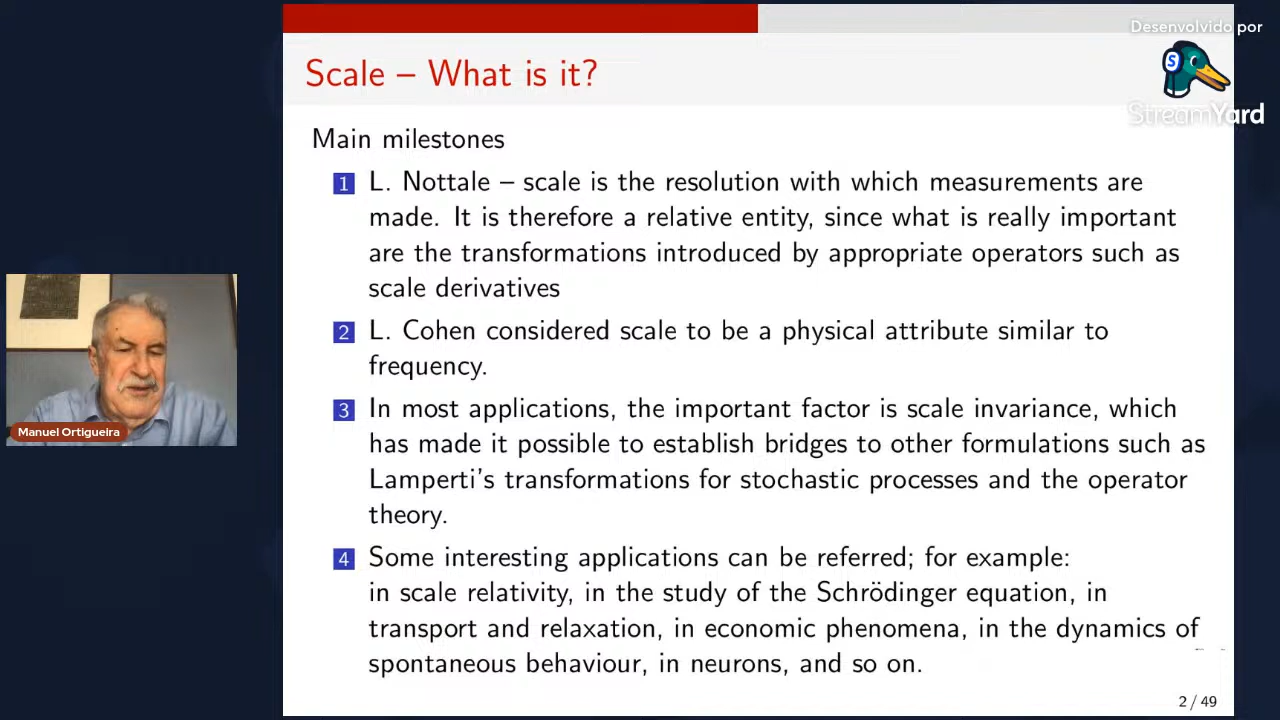 Desenvolvido por
S
StreamYard
Scale – What is it?
Main milestones
1 L. Nottale – scale is the resolution with which measurements are
made. It is therefore a relative entity, since what is really important
are the transformations introduced by appropriate operators such as
scale derivatives
2 L. Cohen considered scale to be a physical attribute similar to
frequency.
3 In most applications, the important factor is scale invariance, which
has made it possible to establish bridges to other formulations such as
Lamperti's transformations for stochastic processes and the operator
theory.
4 Some interesting applications can be referred; for example:
in scale relativity, in the study of the Schrödinger equation, in
transport and relaxation, in economic phenomena, in the dynamics of
spontaneous behaviour, in neurons, and so on.
2 / 49
Manuel Ortigueira